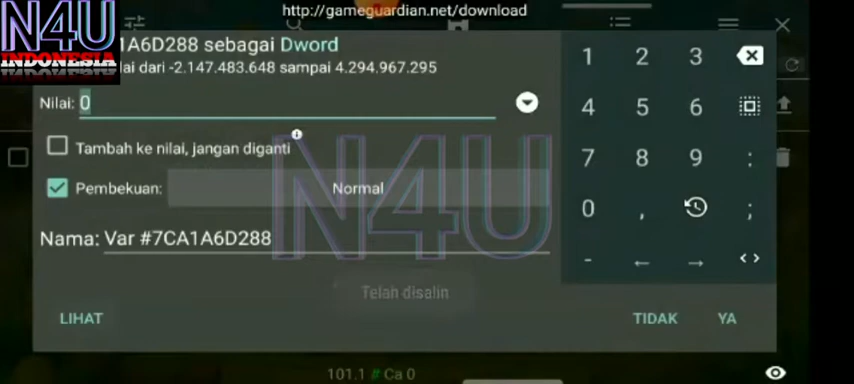 http://gameguardian.net/download
N4U
INDONESIA
1A6D288 sebagai Dword
ai dari -2.147.483.648 sampai 4.294.967.295
Nilai: 0
Tambah ke nilai, jangan diganti
Pembekuan: Normal
Nama: Var #7CA1A6D288
N4U
Telah disalin
LIHAT
TIDAK
YA
1 2 3
4 5 6
7 8 9 :
0 , ;
- ← → < >
101.1 # Ca 0